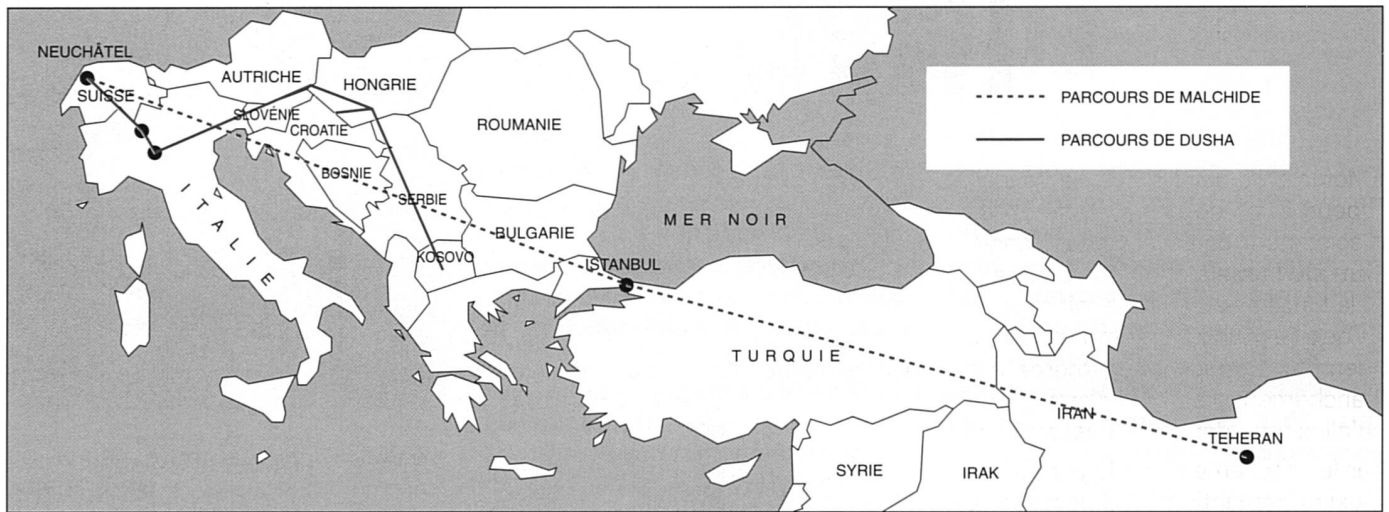 NEUCHÂTEL
SUISSE
AUTRICHE
HONGRIE
SLOVÉNIE
CROATIE
ROUMANIE
BOSNIE
SERBIE
ITALIE
BULGARIE
KOSOVO
ISTANBUL
MER NOIR
TURQUIE
SYRIE
IRAK
IRAN
TEHERAN
PARCOURS DE MALCHIDE
PARCOURS DE DUSHA